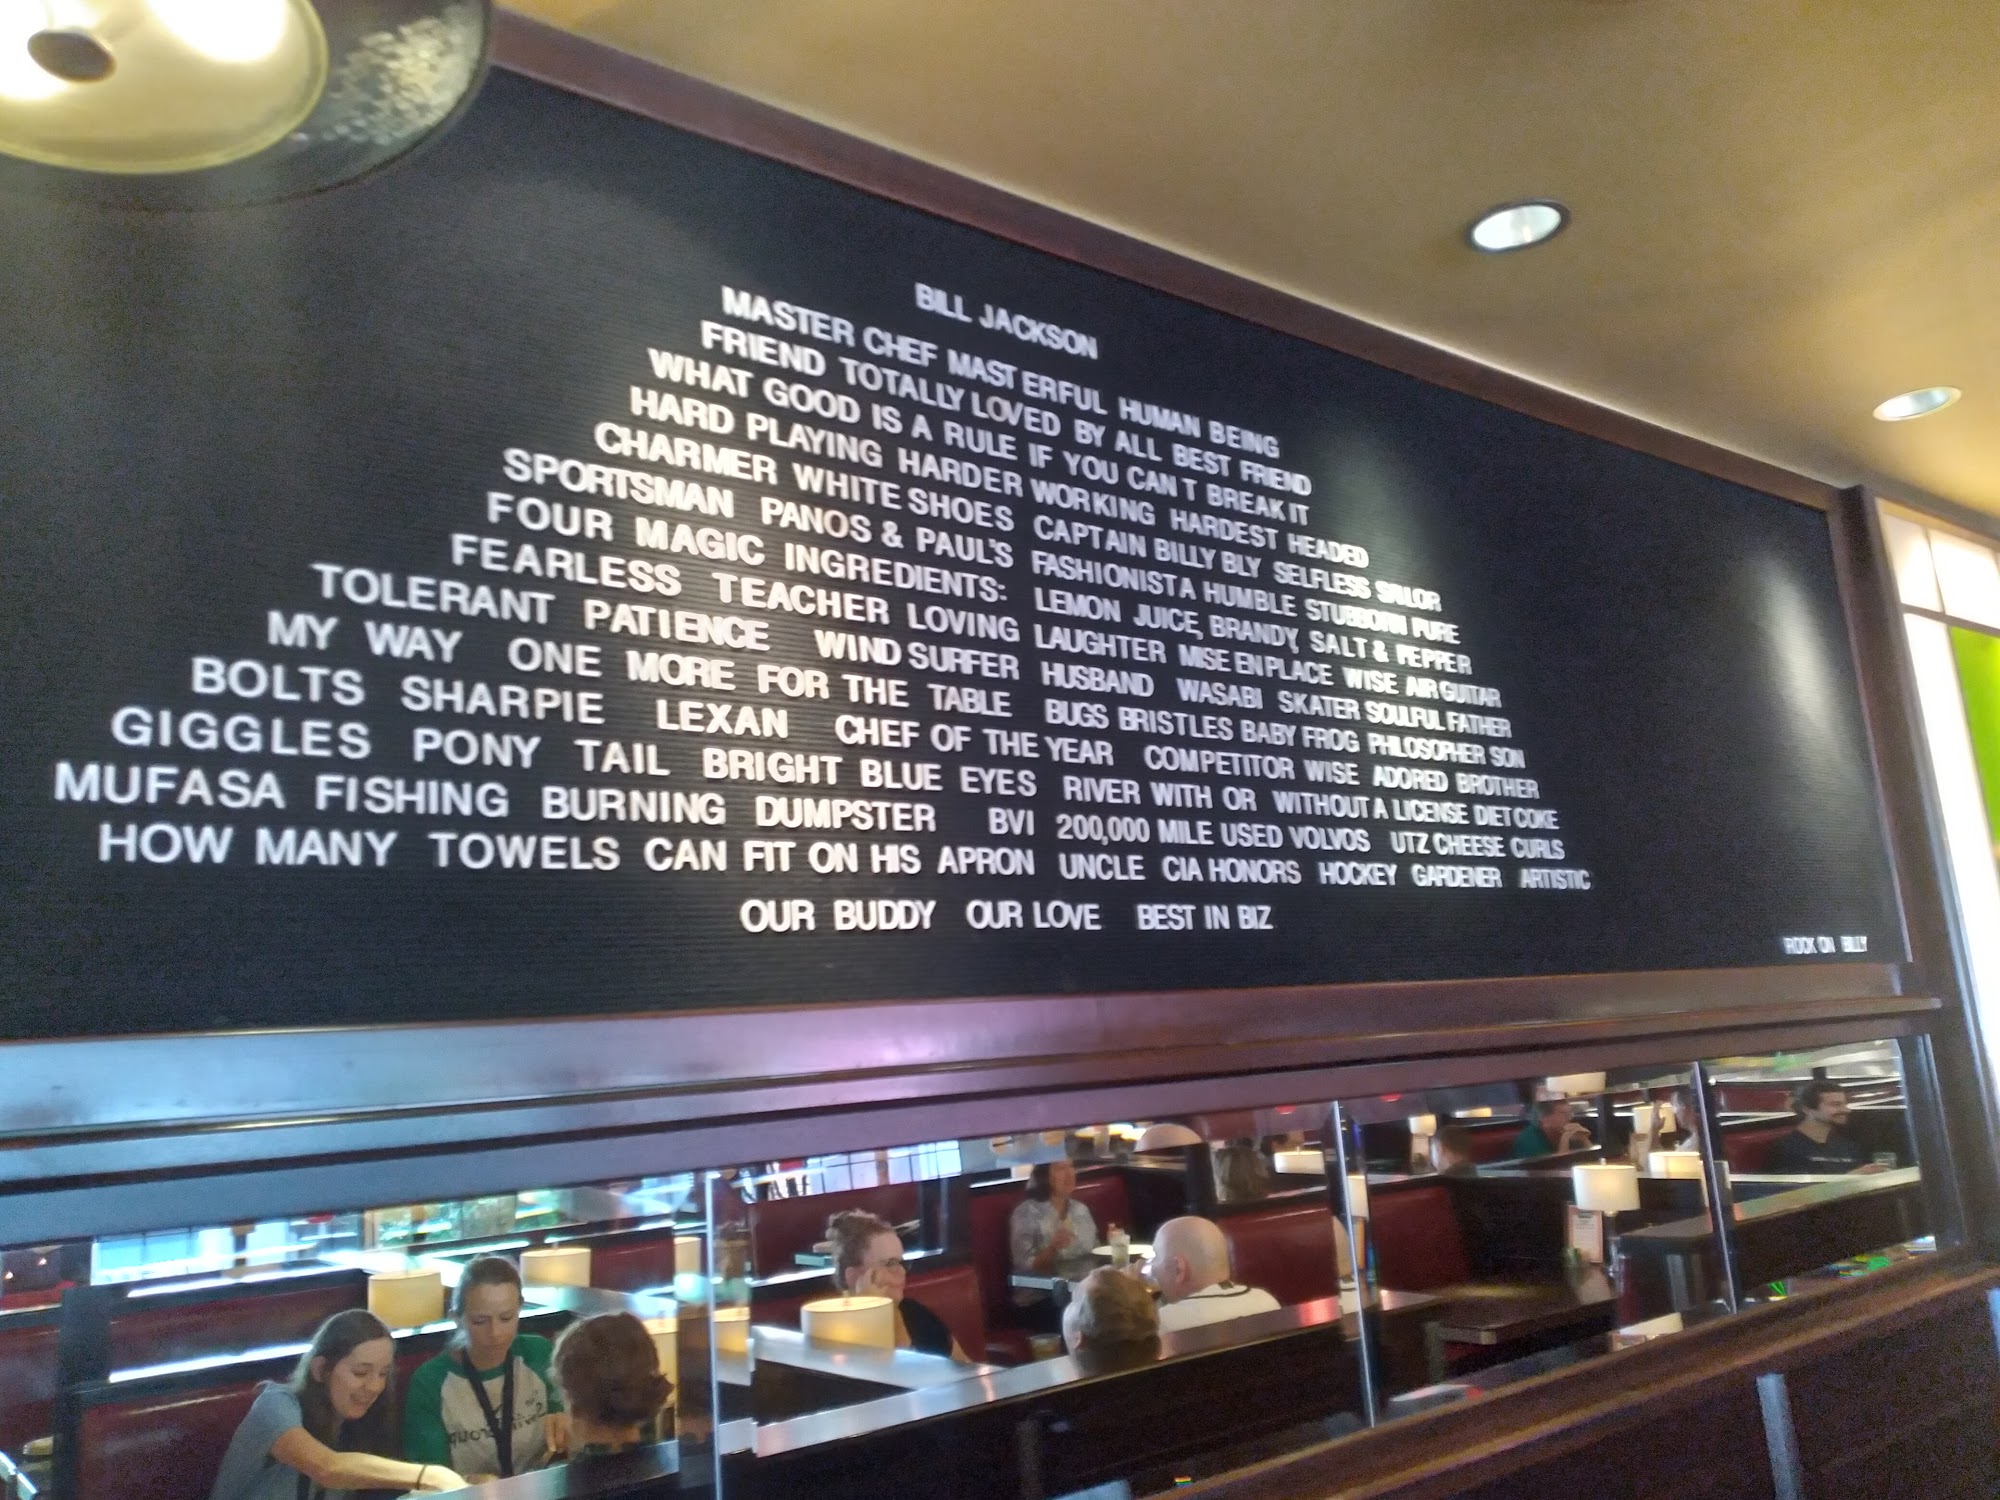 BILL JACKSON
MASTER CHEF MASTERFUL HUMAN BEING
FRIEND TOTALLY LOVED BY ALL BEST FRIEND
WHAT GOOD IS A RULE IF YOU CAN T BREAK IT
HARD PLAYING HARDER WORKING HARDEST HEADED
CHARMER WHITE SHOES CAPTAIN BILLY BLY SELFLESS SAILOR
SPORTSMAN PANOS & PAUL'S FASHIONISTA HUMBLE STUBBORN PURE
FOUR MAGIC INGREDIENTS: LEMON JUICE, BRANDY, SALT & PEPPER
FEARLESS TEACHER LOVING LAUGHTER MISE EN PLACE WISE AIR GUITAR
TOLERANT PATIENCE WIND SURFER HUSBAND WASABI SKATER SOULFUL FATHER
MY WAY ONE MORE FOR THE TABLE BUGS BRISTLES BABY FROG PHILOSOPHER SON
BOLTS SHARPIE LEXAN CHEF OF THE YEAR COMPETITOR WISE ADORED BROTHER
GIGGLES PONY TAIL BRIGHT BLUE EYES RIVER WITH OR WITHOUT A LICENSE DIET COKE
MUFASA FISHING BURNING DUMPSTER BVI 200,000 MILE USED VOLVOS UTZ CHEESE CURLS
HOW MANY TOWELS CAN FIT ON HIS APRON UNCLE CIA HONORS HOCKEY GARDENER ARTISTIC
OUR BUDDY OUR LOVE BEST IN BIZ
ROCK ON BILLY